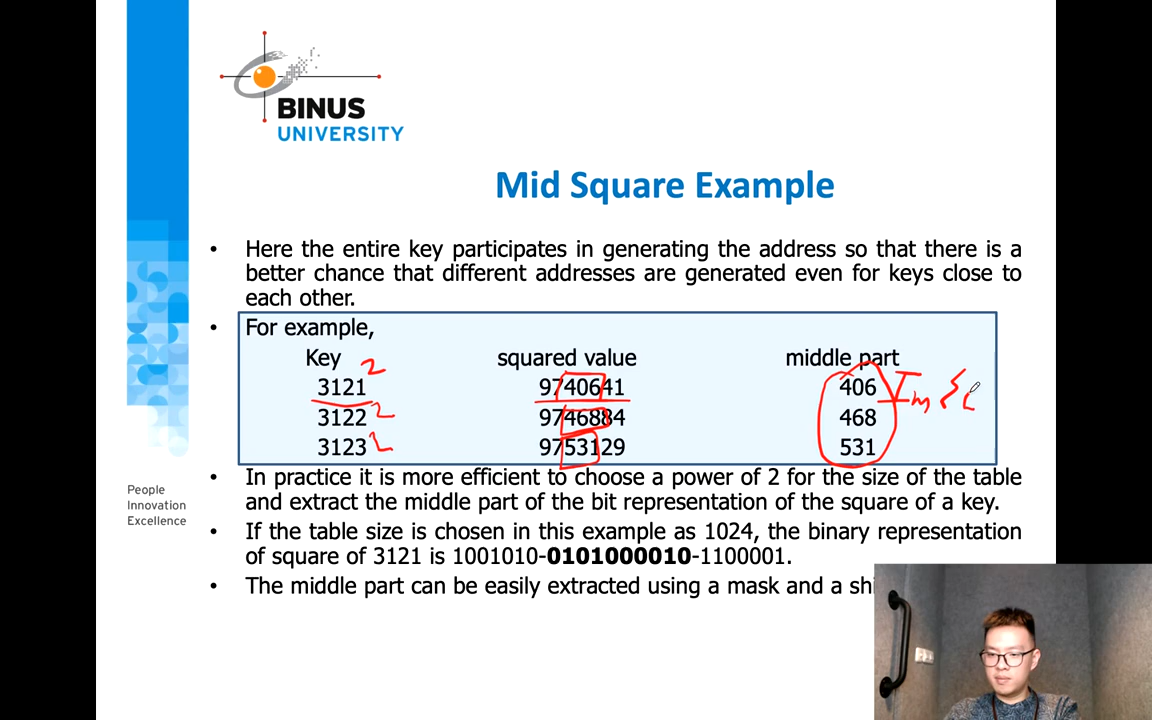 BINUS
UNIVERSITY
Mid Square Example
• Here the entire key participates in generating the address so that there is a
better chance that different addresses are generated even for keys close to
each other.
• For example,
Key squared value middle part
2
3121 9740641 406
3122 2 9746884 468
3123 2 9753129 531
• In practice it is more efficient to choose a power of 2 for the size of the table
and extract the middle part of the bit representation of the square of a key.
• If the table size is chosen in this example as 1024, the binary representation
of square of 3121 is 1001010-0101000010-1100001.
• The middle part can be easily extracted using a mask and a
People
Innovation
Excellence